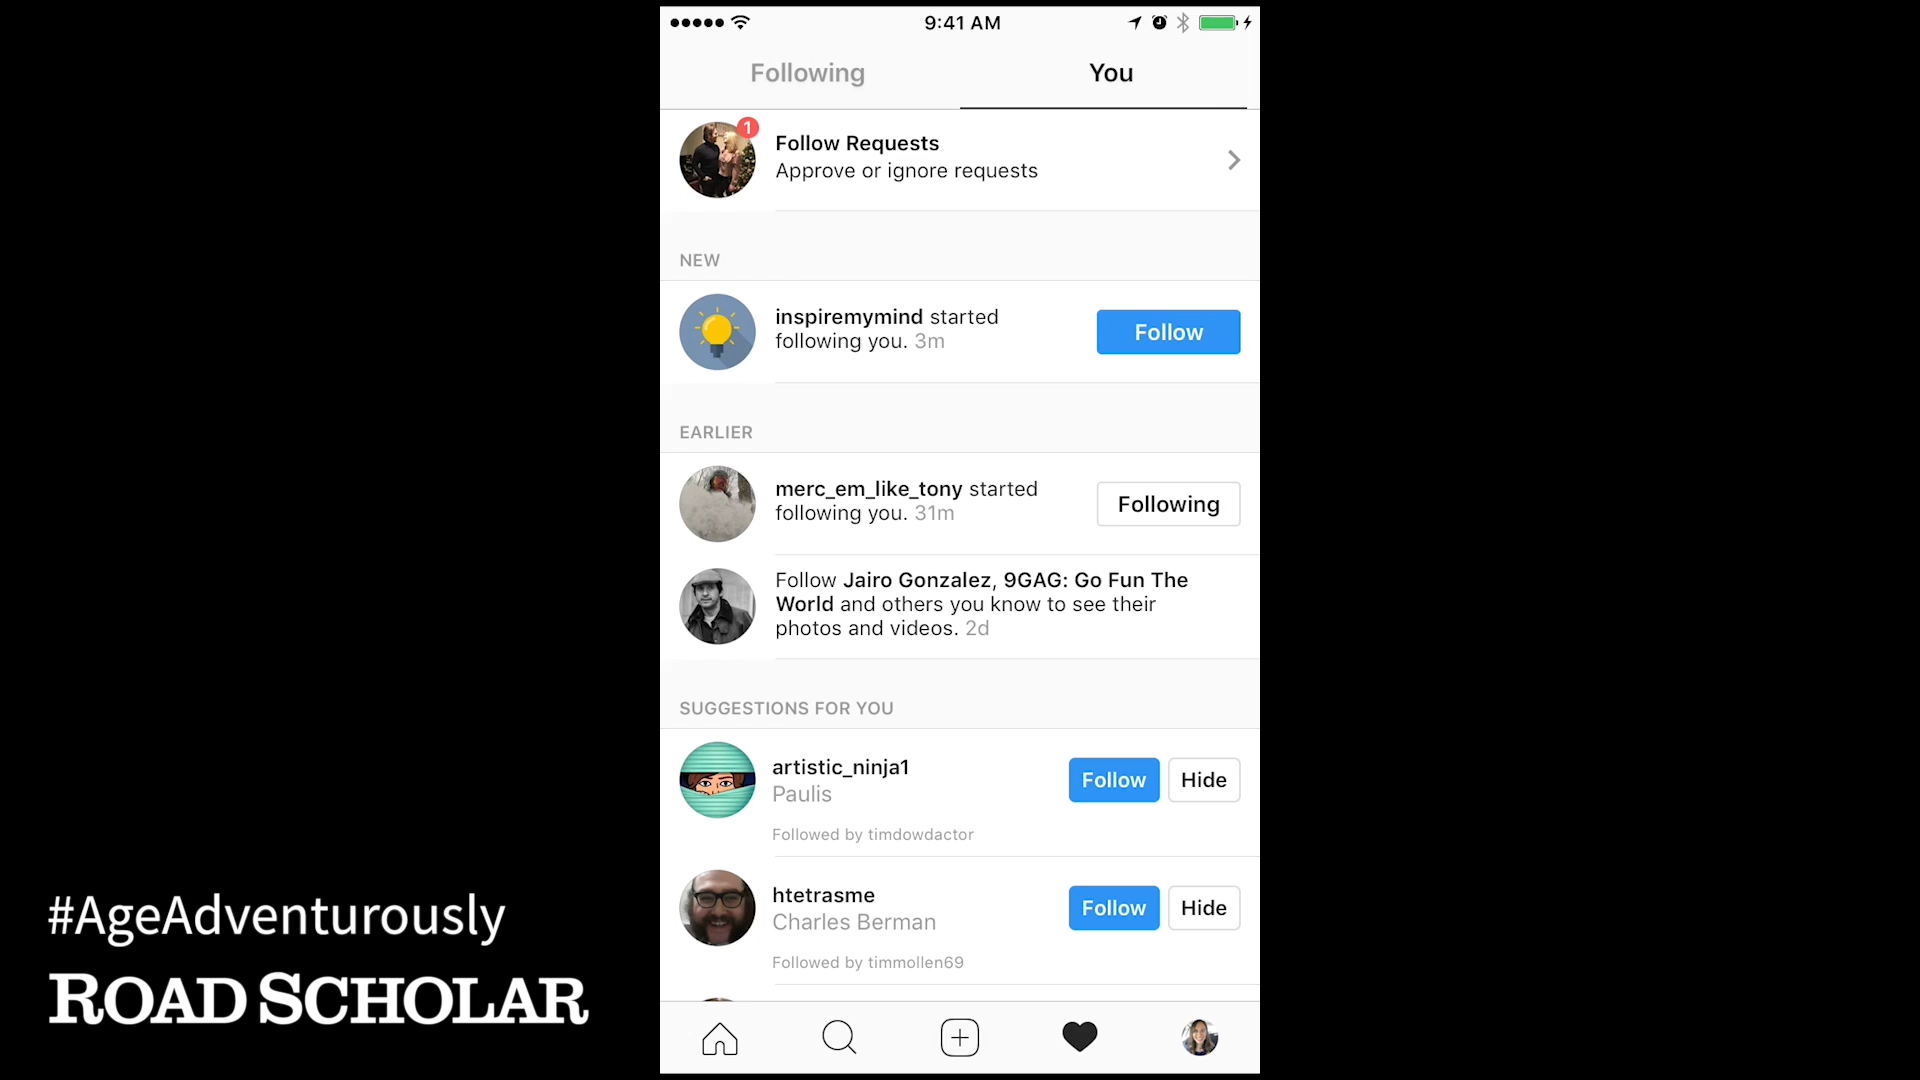 9:41 AM
Following
You
1
Follow Requests
Approve or ignore requests
NEW
inspiremymind started
following you. 3m
Follow
EARLIER
merc_em_like_tony started
following you. 31m
Following
Follow Jairo Gonzalez, 9GAG: Go Fun The
World and others you know to see their
photos and videos. 2d
SUGGESTIONS FOR YOU
artistic_ninja1
Paulis
Followed by timdowdactor
Follow
Hide
htetrasme
Charles Berman
Followed by timmollen69
Follow
Hide
#AgeAdventurously
ROAD SCHOLAR